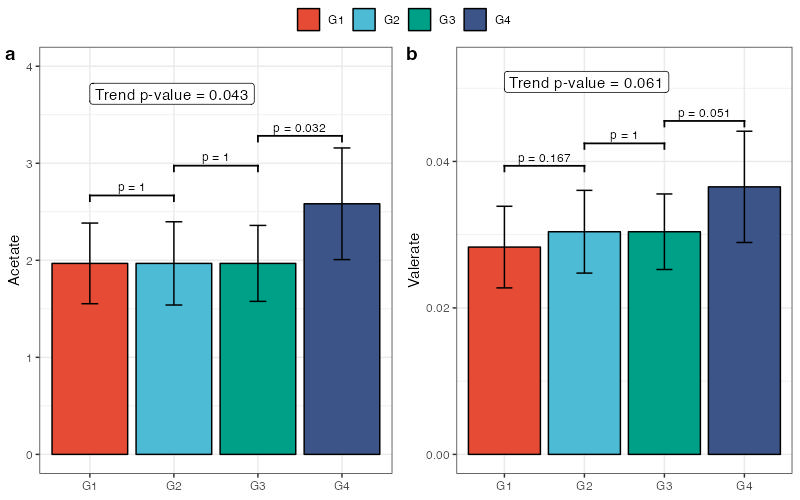 G1 G2 G3 G4
a
Trend p-value = 0.043
p = 0.032
p = 1
p = 1
Acetate
4
3
2
1
0
G1 G2 G3 G4
b
Trend p-value = 0.061
p = 0.051
p = 1
p = 0.167
Valerate
0.04
0.02
0.00
G1 G2 G3 G4